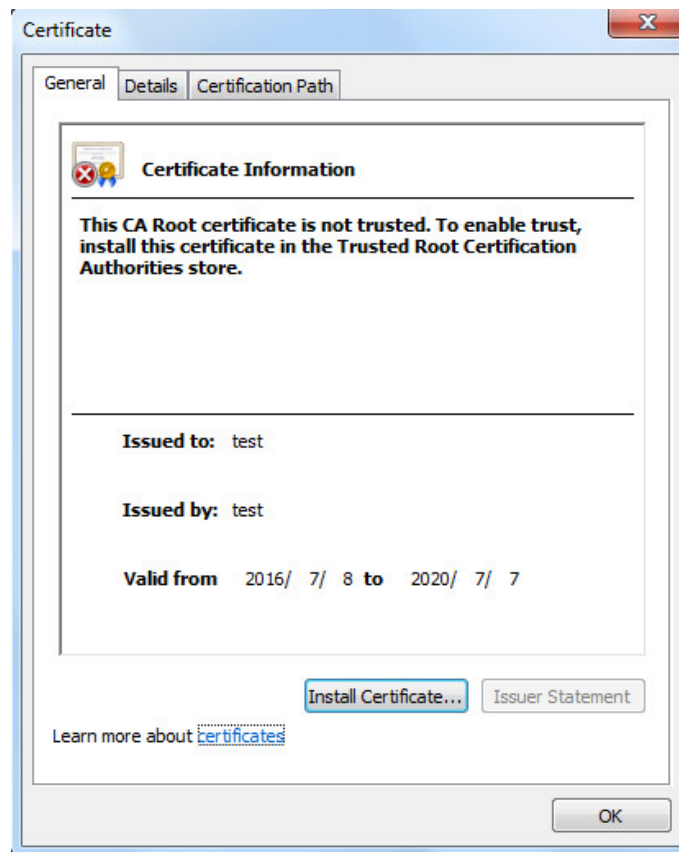 Certificate
General Details Certification Path
Certificate Information
This CA Root certificate is not trusted. To enable trust,
install this certificate in the Trusted Root Certification
Authorities store.
Issued to: test
Issued by: test
Valid from 2016/ 7/ 8 to 2020/ 7/ 7
Install Certificate... Issuer Statement
Learn more about certificates
OK